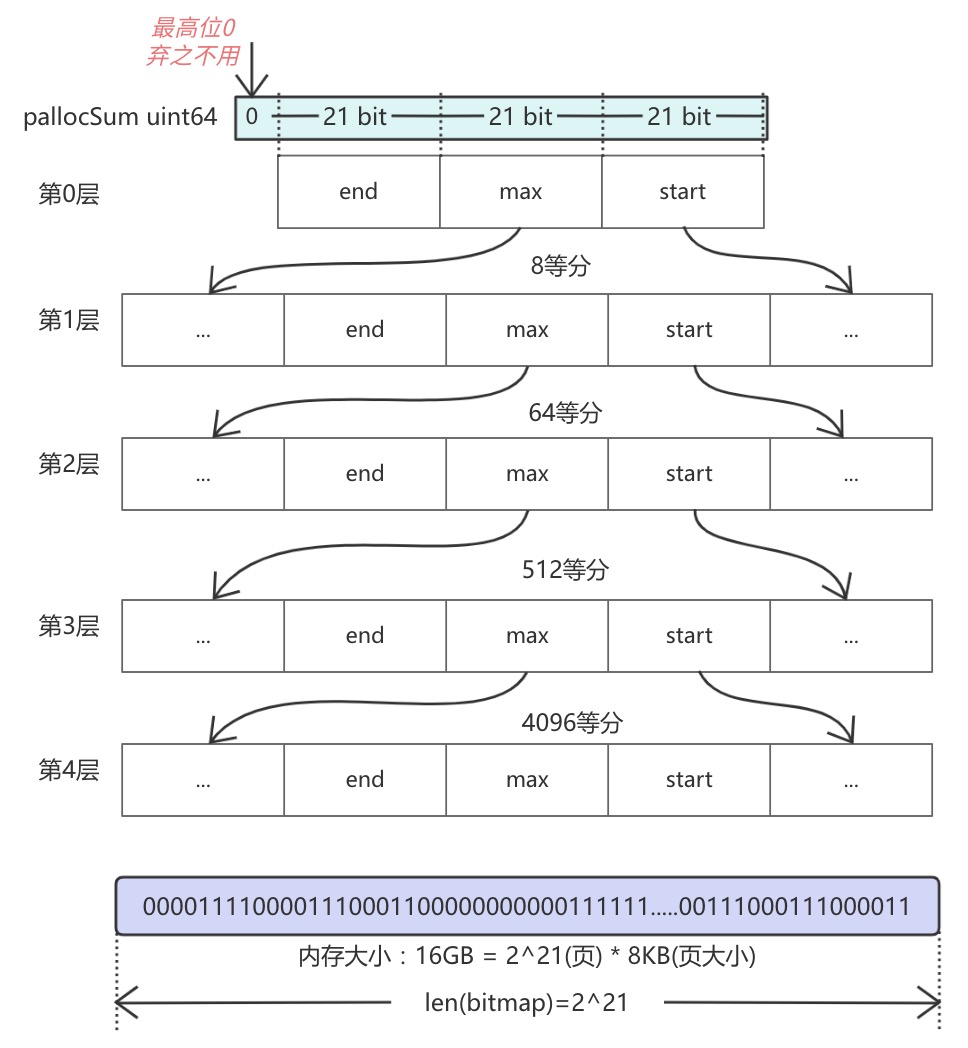 最高位0
弃之不用
pallocSum uint64 0 21 bit 21 bit 21 bit
第0层 end max start
8等分
第1层 ... end max start ...
64等分
第2层 ... end max start ...
512等分
第3层 ... end max start ...
4096等分
第4层 ... end max start ...
00001111000011100011000000000000111111.....00111000111000011
内存大小：16GB = 2^21(页) * 8KB(页大小)
len(bitmap)=2^21